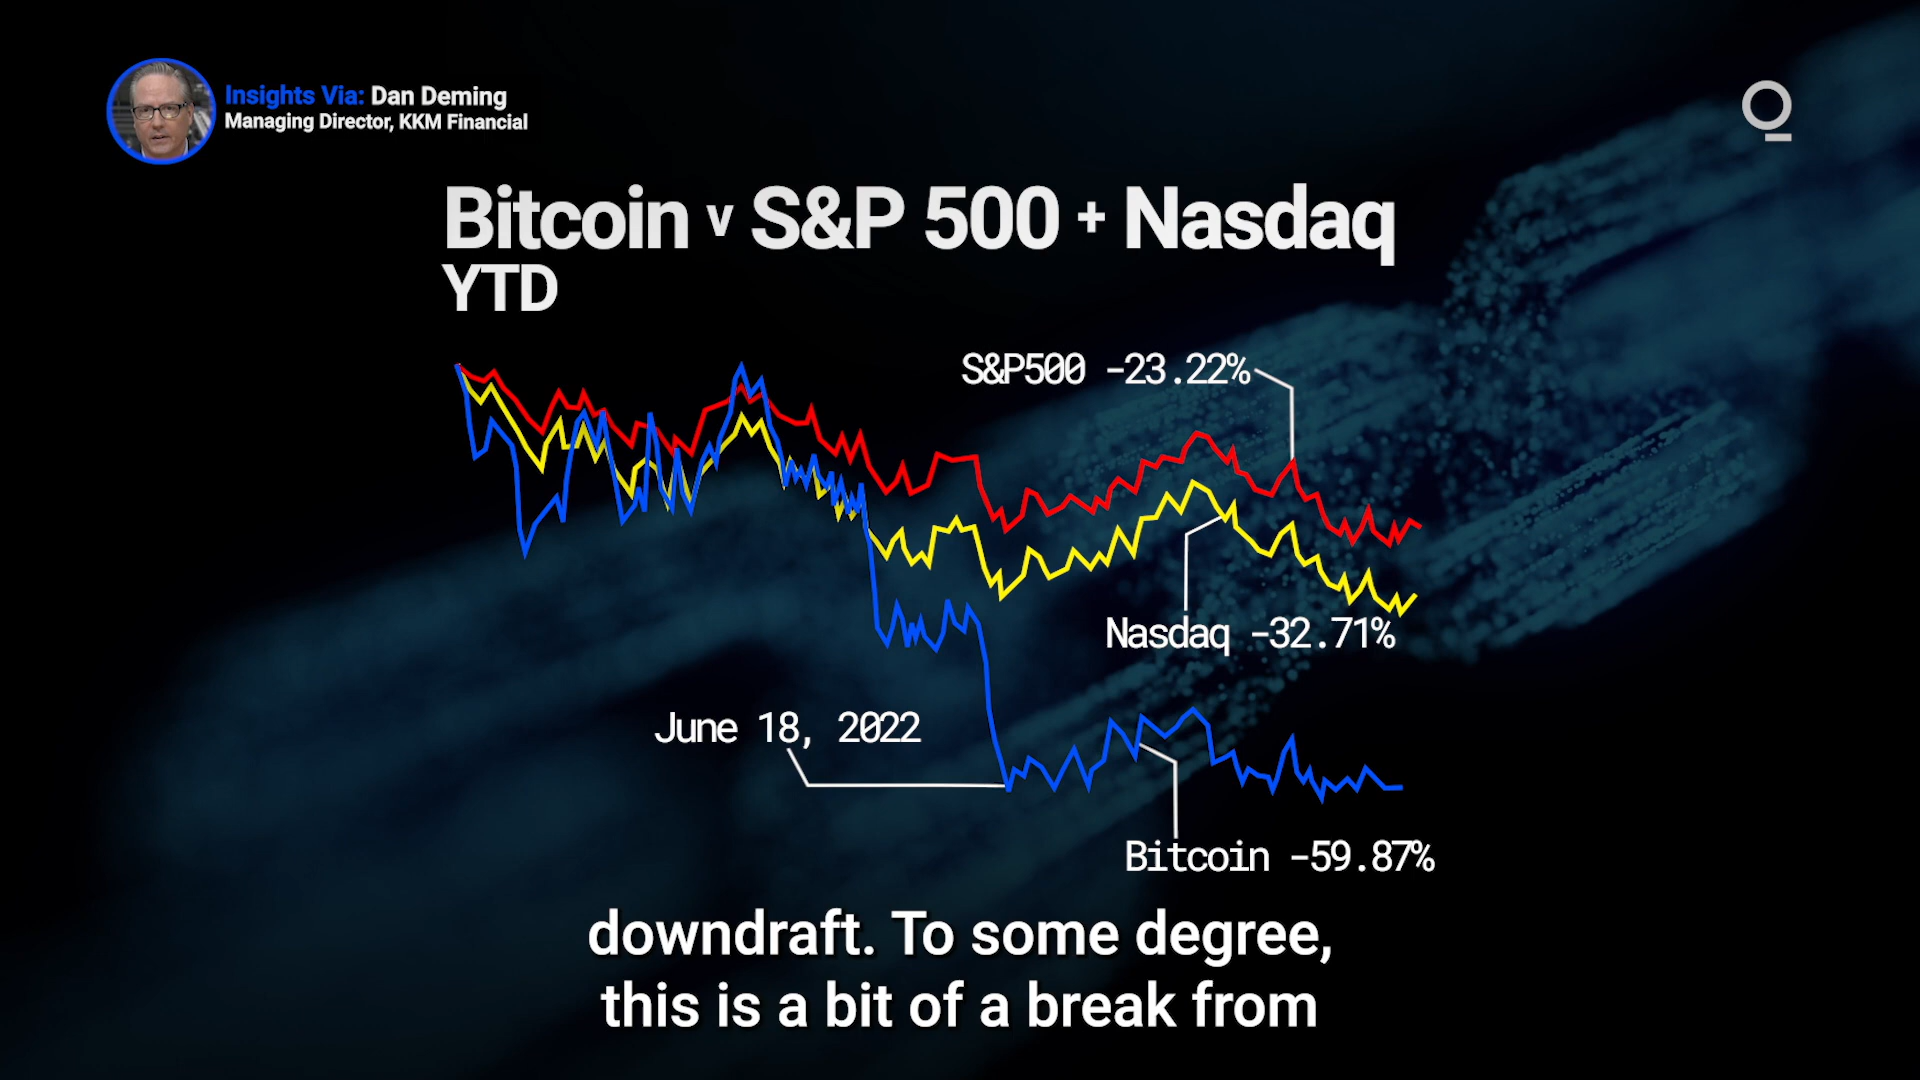 Insights Via: Dan Deming
Managing Director, KKM Financial
Bitcoin v S&P 500 + Nasdaq
YTD
S&P500 -23.22%
Nasdaq -32.71%
June 18, 2022
Bitcoin -59.87%
downdraft. To some degree,
this is a bit of a break from